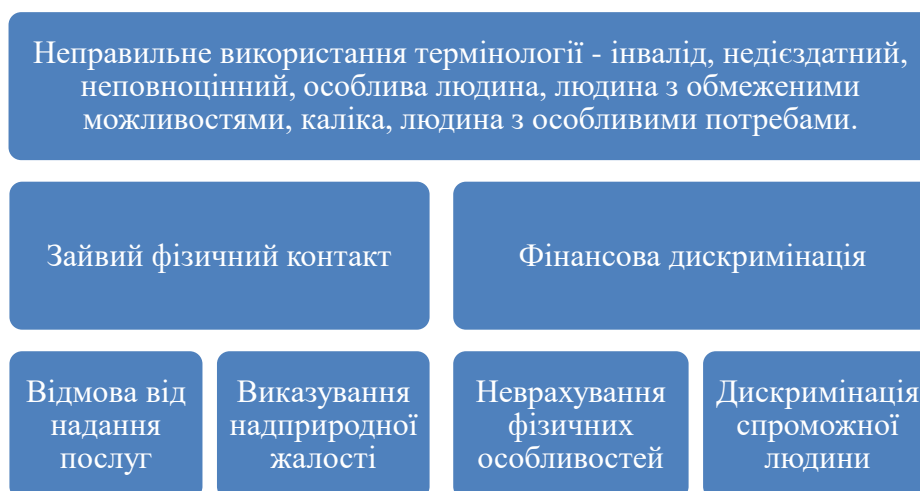 Неправильне використання термінології - інвалід, недієздатний,
неповноцінний, особлива людина, людина з обмеженими
можливостями, каліка, людина з особливими потребами.
Зайвий фізичний контакт
Фінансова дискримінація
Відмова від
надання
послуг
Виказування
надприродної
жалості
Неврахування
фізичних
особливостей
Дискримінація
спроможної
людини